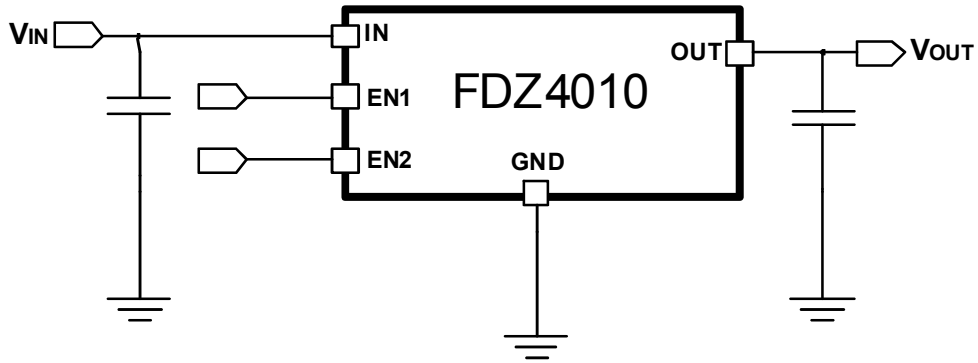 VIN
IN
OUT
VOUT
EN1
FDZ4010
EN2
GND